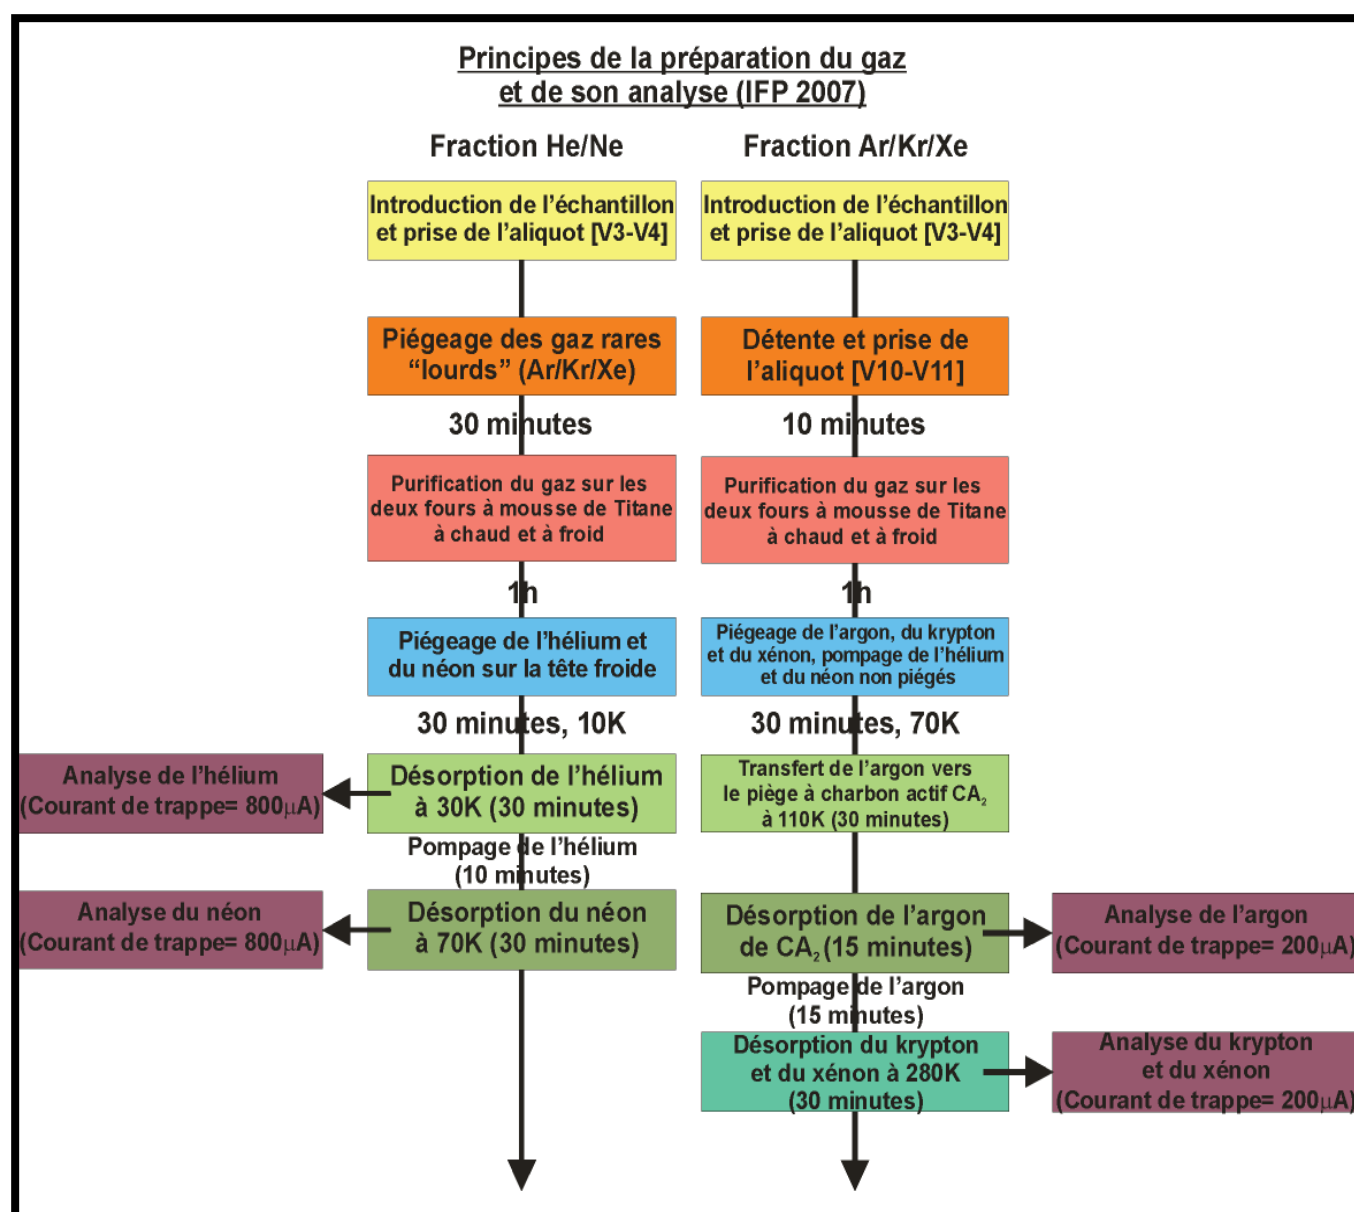 Principes de la préparation du gaz
et de son analyse (IFP 2007)
Fraction He/Ne
Introduction de l'échantillon
et prise de l'aliquot [V3-V4]
Piégeage des gaz rares
“lourds” (Ar/Kr/Xe)
30 minutes
Purification du gaz sur les
deux fours à mousse de Titane
à chaud et à froid
1h
Piégeage de l'hélium et
du néon sur la tête froide
30 minutes, 10K
Désorption de l'hélium
à 30K (30 minutes)
Analyse de l'hélium
(Courant de trappe= 800µA)
Pompage de l'hélium
(10 minutes)
Désorption du néon
à 70K (30 minutes)
Analyse du néon
(Courant de trappe= 800µA)
Fraction Ar/Kr/Xe
Introduction de l'échantillon
et prise de l'aliquot [V3-V4]
Détente et prise de
l'aliquot [V10-V11]
10 minutes
Purification du gaz sur les
deux fours à mousse de Titane
à chaud et à froid
1h
Piégeage de l'argon, du krypton
et du xénon, pompage de l'hélium
et du néon non piégés
30 minutes, 70K
Transfert de l'argon vers
le piège à charbon actif CA₂
à 110K (30 minutes)
Désorption de l'argon
de CA₂ (15 minutes)
Analyse de l'argon
(Courant de trappe= 200µA)
Pompage de l'argon
(15 minutes)
Désorption du krypton
et du xénon à 280K
(30 minutes)
Analyse du krypton
et du xénon
(Courant de trappe= 200µA)